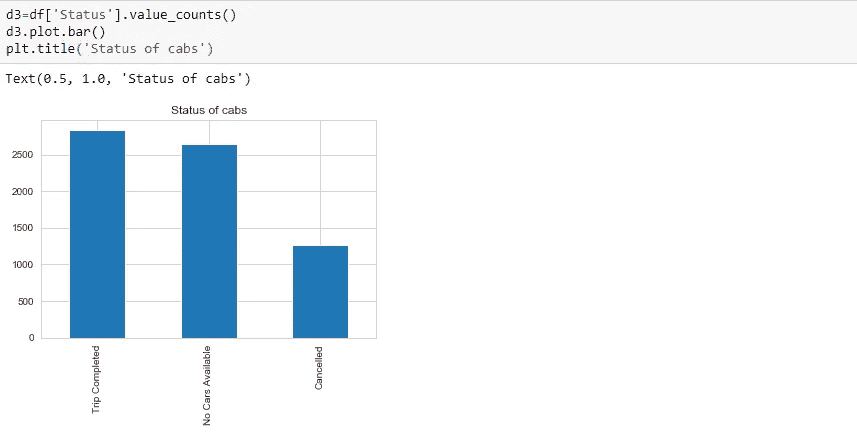 d3=df['Status'].value_counts()
d3.plot.bar()
plt.title('Status of cabs')
Text(0.5, 1.0, 'Status of cabs')
Status of cabs
2500
2000
1500
1000
500
0
Trip Completed
No Cars Available
Cancelled